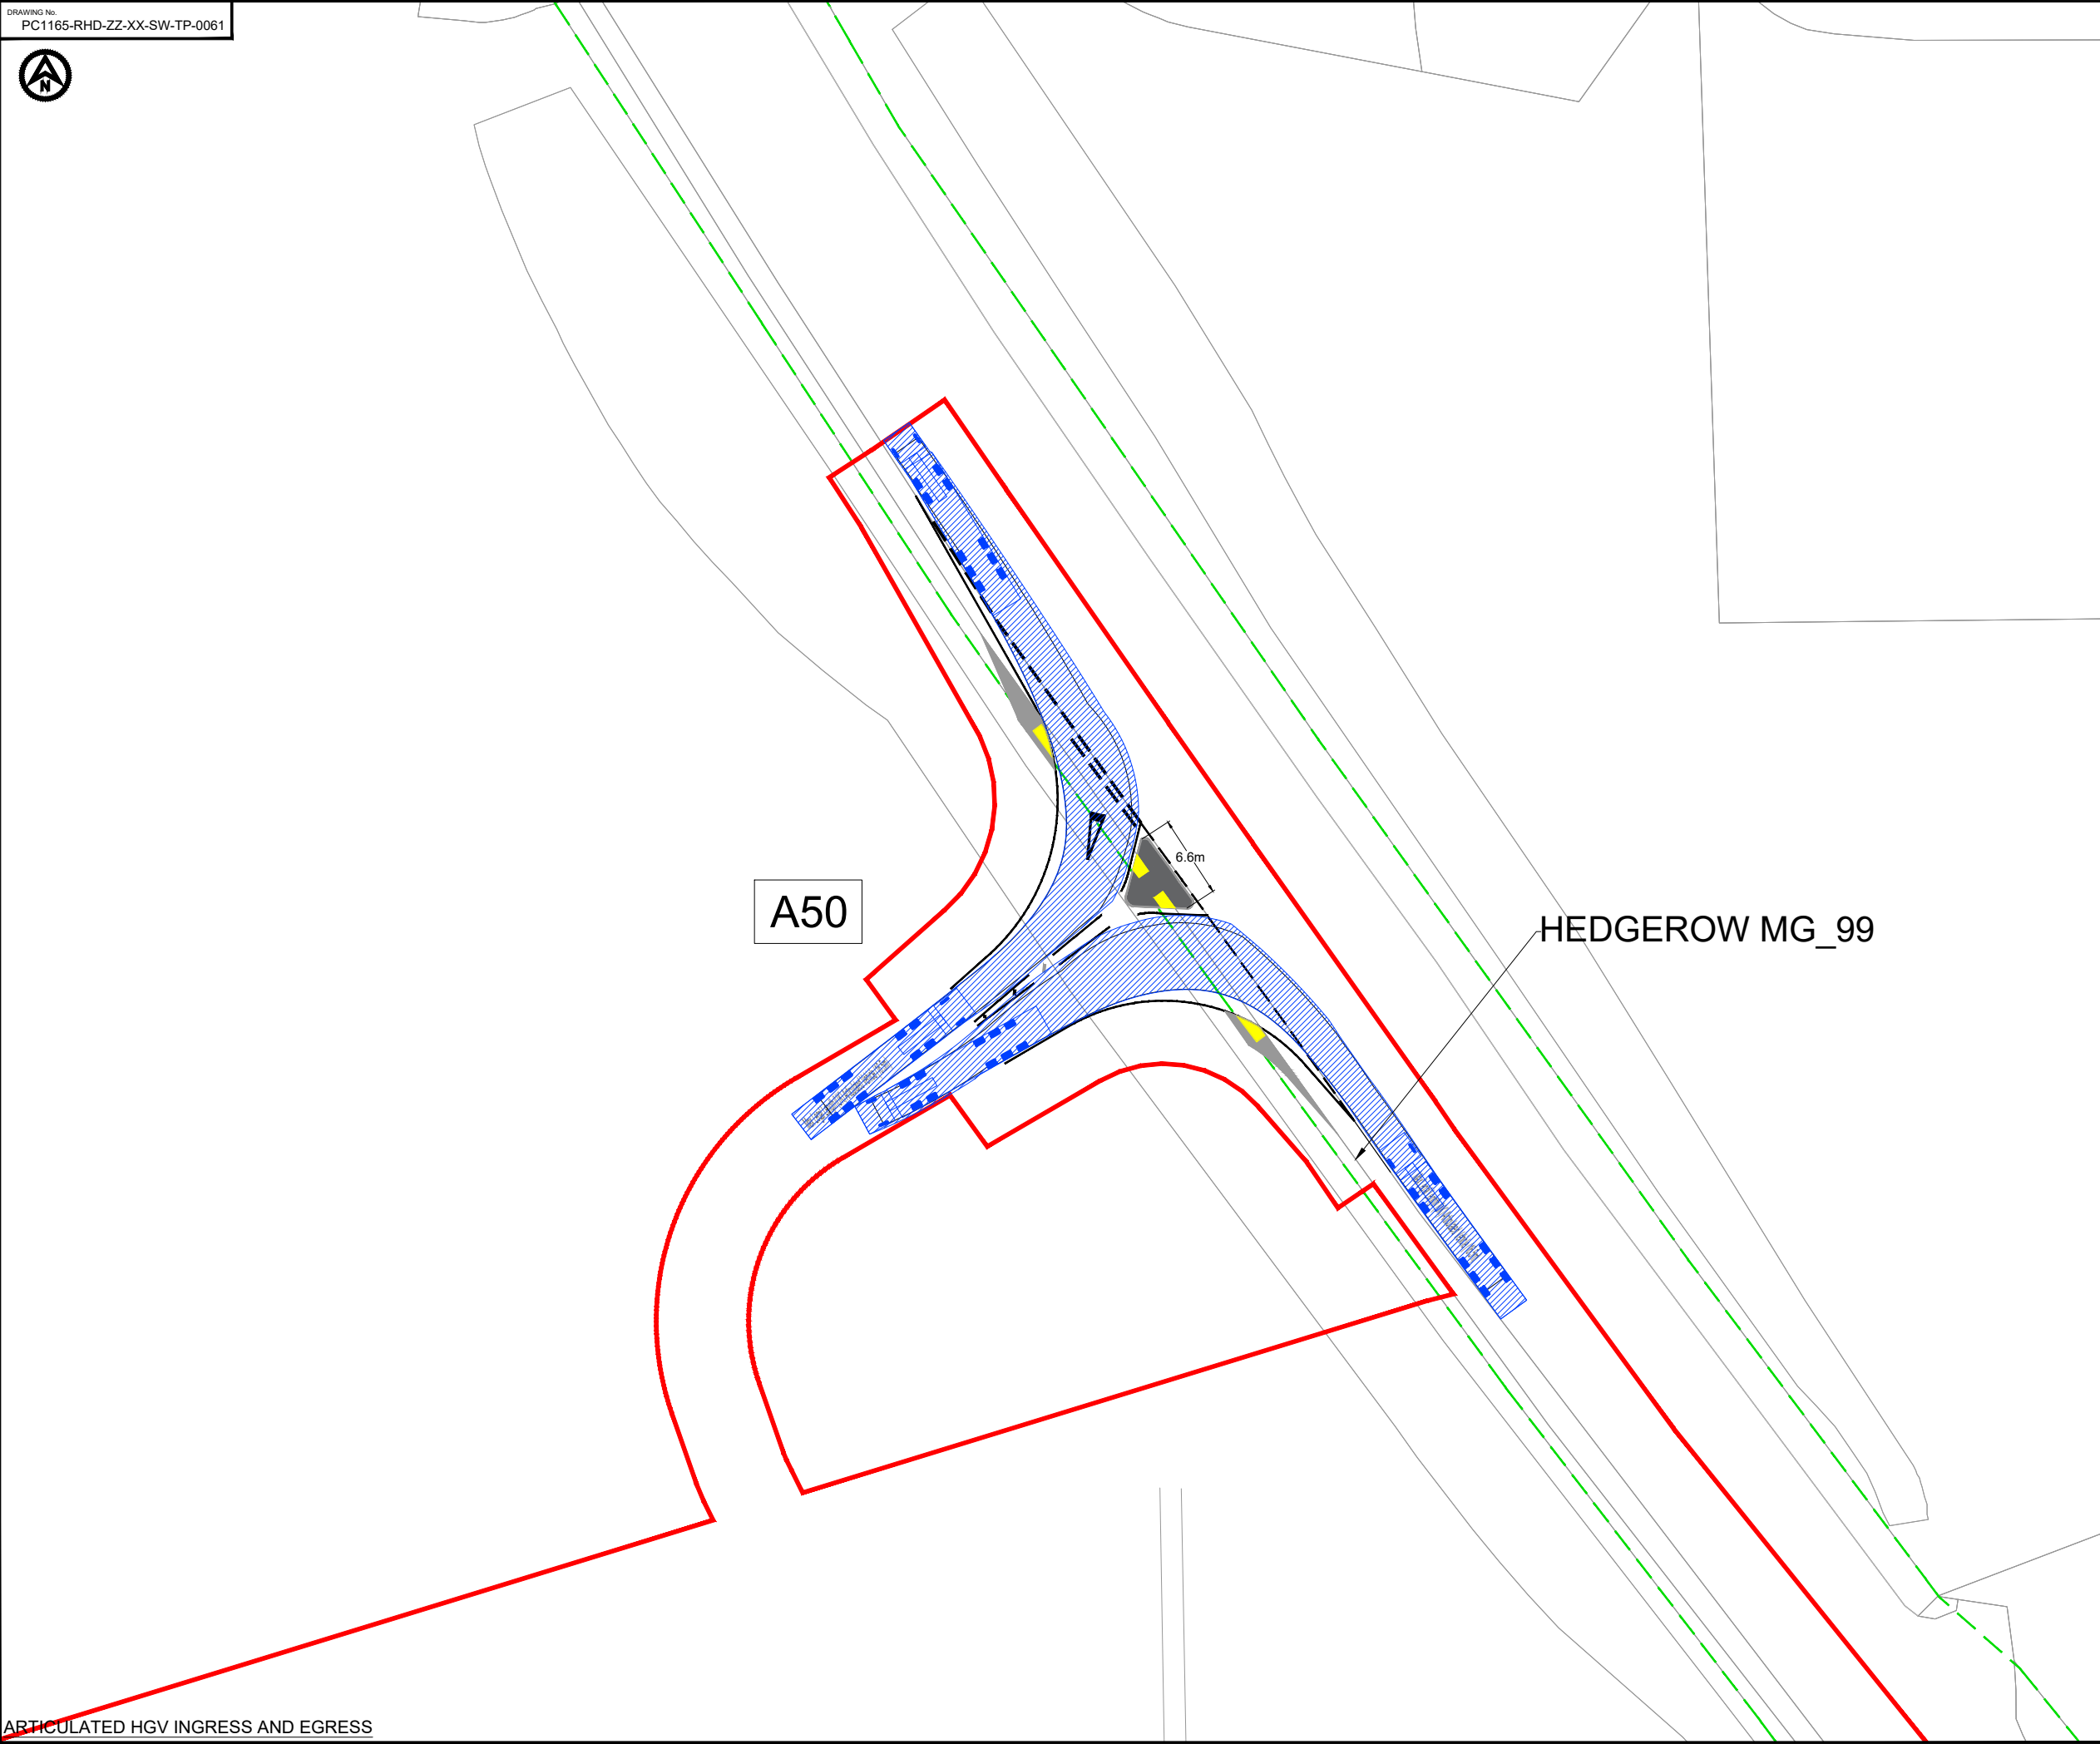 DRAWING No.
PC1165-RHD-ZZ-XX-SW-TP-0061
N
6.6m
A50
HEDGEROW MG_99
ARTICULATED HGV INGRESS AND EGRESS